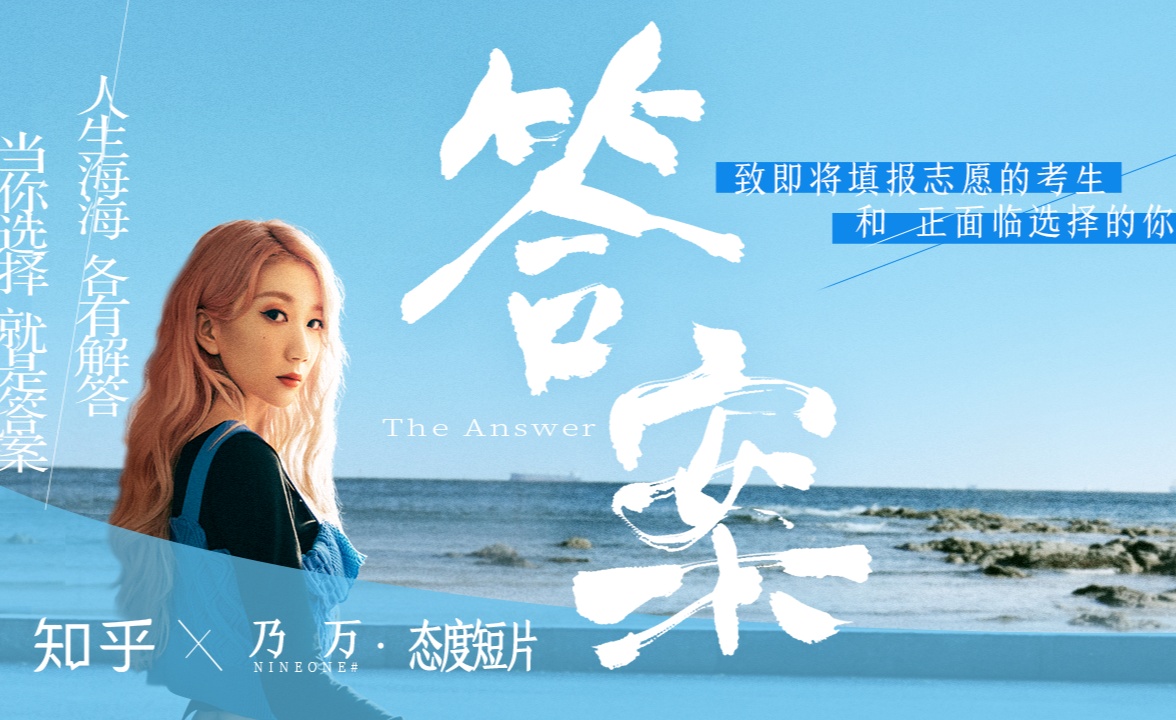 当你选择 就是答案
人生海海 各有解答
答案
The Answer
致即将填报志愿的考生
和 正面临选择的你
知乎 × 乃万 · 态度短片
NINEONE#